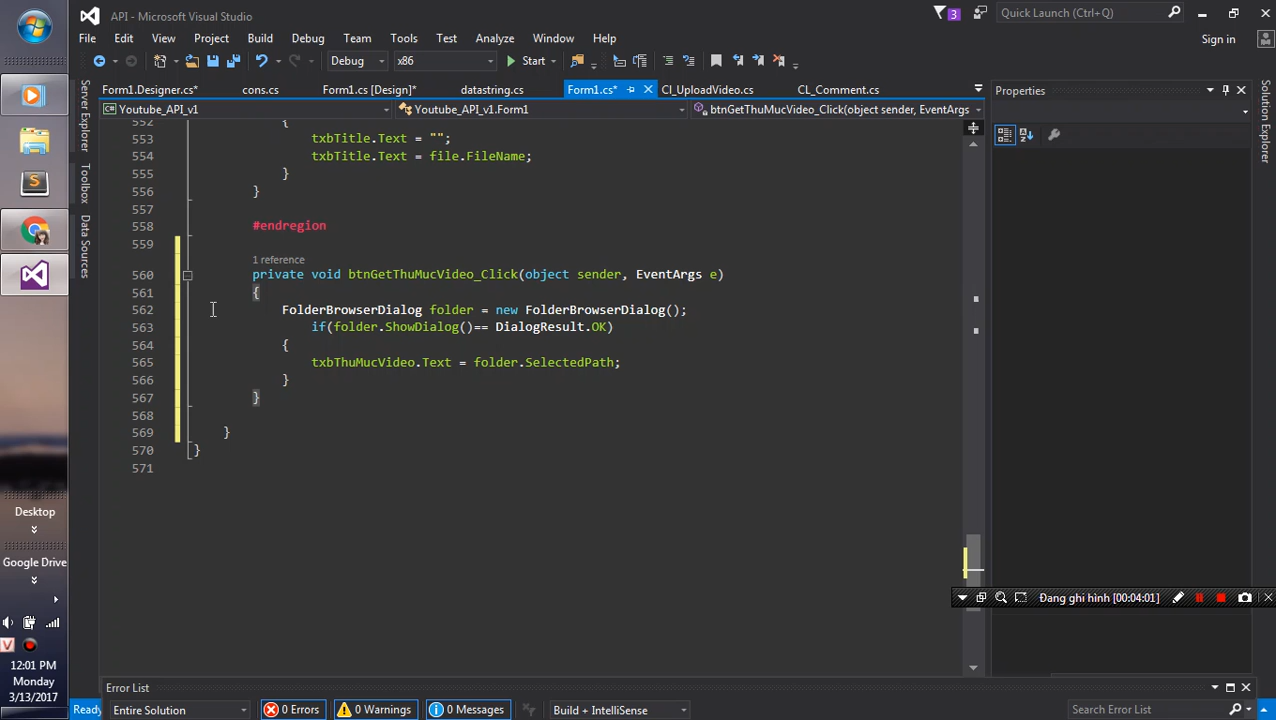 API - Microsoft Visual Studio
3
Quick Launch (Ctrl+Q)
File Edit View Project Build Debug Team Tools Test Analyze Window Help
Sign in
Debug x86 Start
Form1.Designer.cs* cons.cs Form1.cs [Design]* datastring.cs Form1.cs* CI_UploadVideo.cs CL_Comment.cs
Properties
Youtube_API_v1 Youtube_API_v1.Form1 btnGetThuMucVideo_Click(object sender, EventArgs
Server Explorer
Toolbox
Data Sources
Solution Explorer
552 {
553 txbTitle.Text = "";
554 txbTitle.Text = file.FileName;
555 }
556 }
557
558 #endregion
559
1 reference
560 private void btnGetThuMucVideo_Click(object sender, EventArgs e)
561 {
562 FolderBrowserDialog folder = new FolderBrowserDialog();
563 if(folder.ShowDialog()== DialogResult.OK)
564 {
565 txbThuMucVideo.Text = folder.SelectedPath;
566 }
567 }
568
569 }
570 }
571
Desktop
Google Drive
12:01 PM
Monday
3/13/2017
Đang ghi hình [00:04:01]
Error List
Entire Solution 0 Errors 0 Warnings 0 Messages Build + IntelliSense
Search Error List
Ready